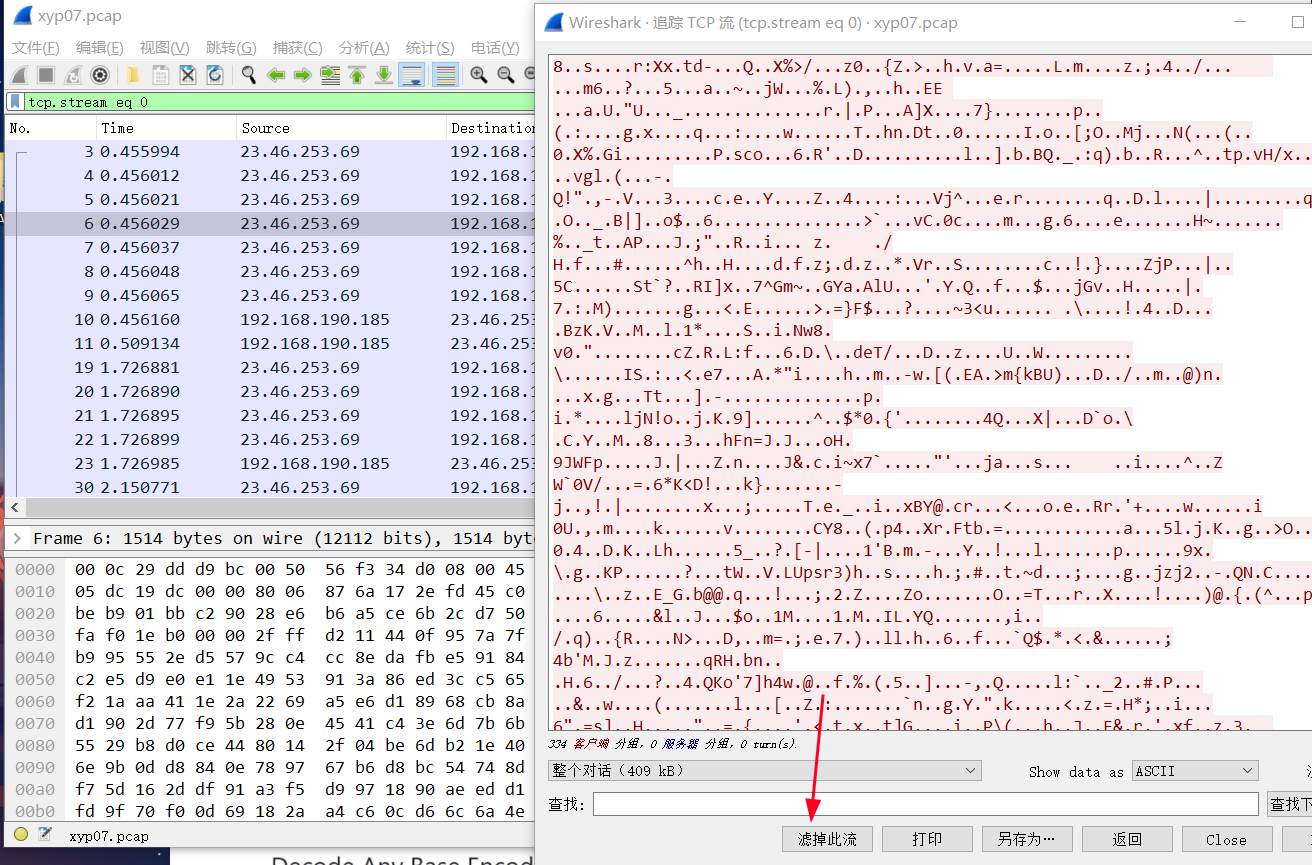 xyp07.pcap
文件(F) 编辑(E) 视图(V) 跳转(G) 捕获(C) 分析(A) 统计(S) 电话(Y)
tcp.stream eq 0
No. Time Source Destination
3 0.455994 23.46.253.69 192.168.1
4 0.456012 23.46.253.69 192.168.1
5 0.456021 23.46.253.69 192.168.1
6 0.456029 23.46.253.69 192.168.1
7 0.456037 23.46.253.69 192.168.1
8 0.456048 23.46.253.69 192.168.1
9 0.456065 23.46.253.69 192.168.1
10 0.456160 192.168.190.185 23.46.253
11 0.509134 192.168.190.185 23.46.253
19 1.726881 23.46.253.69 192.168.1
20 1.726890 23.46.253.69 192.168.1
21 1.726895 23.46.253.69 192.168.1
22 1.726899 23.46.253.69 192.168.1
23 1.726985 192.168.190.185 23.46.253
30 2.150771 23.46.253.69 192.168.1
Frame 6: 1514 bytes on wire (12112 bits), 1514 byt
0000 00 0c 29 dd d9 bc 00 50 56 f3 34 d0 08 00 45
0010 05 dc 19 dc 00 00 80 06 87 6a 17 2e fd 45 c0
0020 be b9 01 bb c2 90 28 e6 b6 a5 ce 6b 2c d7 50
0030 fa f0 1e b0 00 00 2f ff d2 11 44 0f 95 7a 7f
0040 b9 95 55 2e d5 57 9c c4 cc 8e da fb e5 91 84
0050 c2 e5 d9 e0 e1 1e 49 53 91 3a 86 ed 3c c5 65
0060 f2 1a aa 41 1e 2a 22 69 a5 e6 d1 89 68 cb 8a
0070 d1 90 2d 77 f9 5b 28 0e 45 41 c4 3e 6d 7b 6b
0080 55 29 b8 d0 ce 44 80 14 2f 04 be 6d b2 1e 40
0090 6e 9b 0d d8 84 0e 78 97 67 b6 d8 bc 54 74 8d
00a0 f7 5d 16 2d df 91 a3 f5 d9 97 18 90 ae ed d1
00b0 fd 9f 70 f0 0d 69 18 2a a4 c6 0c d6 6c 6a 4e
xyp07.pcap
Decode Any Base Encod
Wireshark · 追踪 TCP 流 (tcp.stream eq 0) · xyp07.pcap
8..s....r:Xx.td-...Q..X%>/...z0..{Z.>..h.v.a=.....L.m....z.;.4../...
...m6..?...5...a..~..jW...%.L).,..h..EE
...a.U."U..._..............r.|.P...A]X....7}.......p..
(.:....g.x....q...:....w......T..hn.Dt..0......I.o..[;O..Mj...N(...(..
0.X%.Gi.........P.sco...6.R'..D..........l..].b.BQ._.:q).b..R...^..tp.vH/x...
..vgl.(...-.
Q!".,-.V...3....c.e..Y....Z..4....:...Vj^...e.r........q..D.l....|.........q
.O.._.B|]..o$..6...............>`...vC.0c....m...g.6....e.......H~.......
%.._t..AP...J.;"..R..i... z. ./
H.f...#......^h..H....d.f.z;.d.z..*.Vr..S........c..!.}....ZjP...|..
5C......St`?..RI]x..7^Gm~..GYa.AlU...'.Y.Q..f...$...jGv..H.....|.
7.:.M).......g...<.E......>.=}F$...?....~3<u...... .\....!.4..D...
.BzK.V..M..l.1*....S..i.Nw8.
v0."........cZ.R.L:f...6.D.\..deT/...D..z....U..W.........
\......IS.:..<.e7...A.*"i....h..m..-w.[(.EA.>m{kBU)...D../..m..@)n.
...x.g...Tt...].-..............p.
i.*....ljN!o..j.K.9]......^..$*0.{'........4Q...X|...D`o.\
.C.Y..M..8...3...hFn=J.J...oH.
9JWFp.....J.|...Z.n....J&.c.i~x7`....."'...ja...s... ..i....^..Z
W`0V/...=.6*K<D!...k}.......-
j..,!.|........x...;.....T.e._..i..xBY@.cr...<...o.e..Rr.'+....w......i
0U.,.m....k......v........CY8..(.p4..Xr.Ftb.=............a...5l.j.K..g..>O..
0.4..D.K..Lh......5_..?.[-|....1'B.m.-...Y..!...l.......p......9x.
\.g..KP......?...tW..V.LUpsr3)h..s....h.;.#..t.~d...;....g..jzj2..-.QN.C....
....\..z..E_G.b@@.q...!...;.2.Z....Zo.......O..=T...r..X....!....)@.{.(^...p
....6.....&l..J...$o..1M....1.M..IL.YQ.......,i..
/.q)..{R....N>...D,..m=.;.e.7.)..ll.h..6..f...`Q$.*.<.&......;
4b'M.J.z.......qRH.bn..
.H.6../...?..4.QKo'7]h4w.@..f.%.(.5..]...-,.Q.....l:`.._2..#.P...
334 客户端 分组, 0 服务器 分组, 0 turn(s).
整个对话（409 kB） Show data as ASCII
查找: 查找下
滤掉此流 打印 另存为… 返回 Close